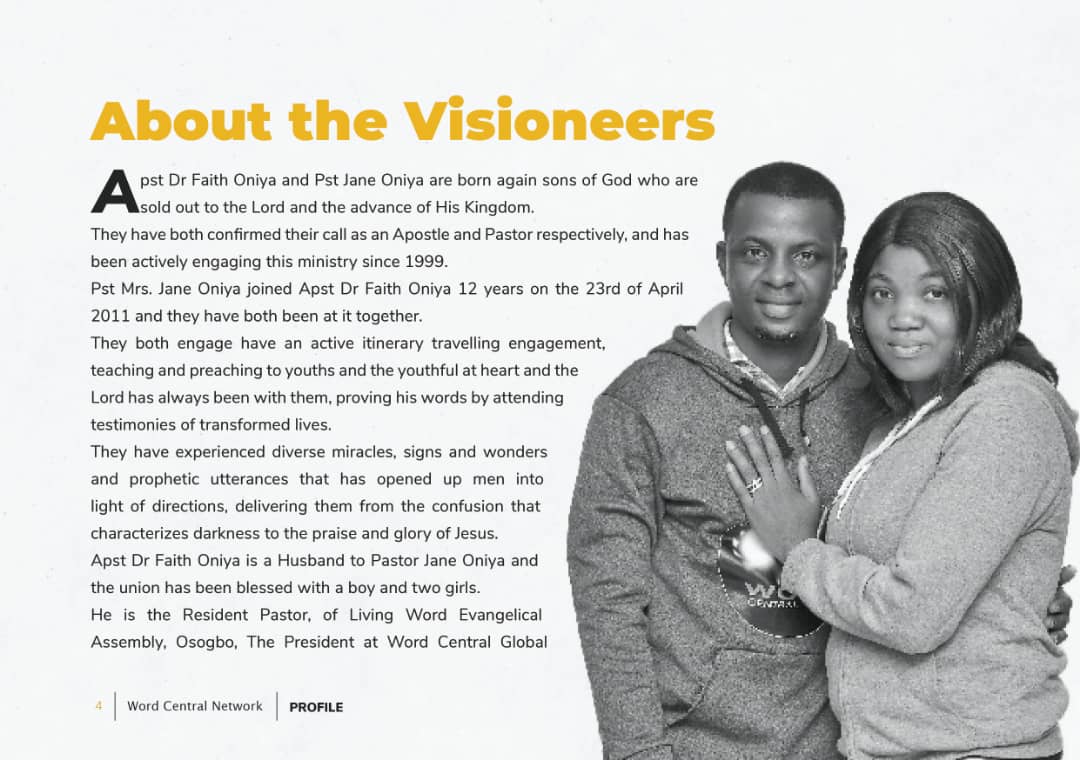 About the Visioneers
Apst Dr Faith Oniya and Pst Jane Oniya are born again sons of God who are
sold out to the Lord and the advance of His Kingdom.
They have both confirmed their call as an Apostle and Pastor respectively, and has
been actively engaging this ministry since 1999.
Pst Mrs. Jane Oniya joined Apst Dr Faith Oniya 12 years on the 23rd of April
2011 and they have both been at it together.
They both engage have an active itinerary travelling engagement,
teaching and preaching to youths and the youthful at heart and the
Lord has always been with them, proving his words by attending
testimonies of transformed lives.
They have experienced diverse miracles, signs and wonders
and prophetic utterances that has opened up men into
light of directions, delivering them from the confusion that
characterizes darkness to the praise and glory of Jesus.
Apst Dr Faith Oniya is a Husband to Pastor Jane Oniya and
the union has been blessed with a boy and two girls.
He is the Resident Pastor, of Living Word Evangelical
Assembly, Osogbo, The President at Word Central Global
WO
CENTRAL
4 | Word Central Network | PROFILE